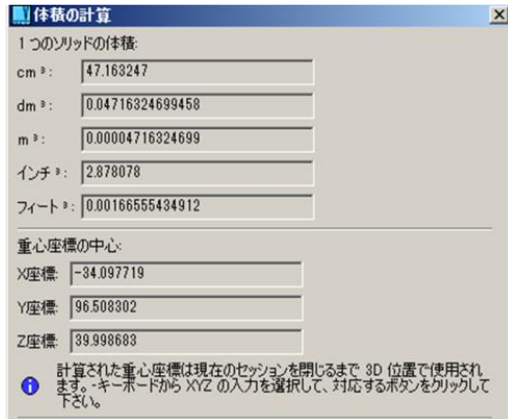 体積の計算
1 つのソリッドの体積:
cm ³: 47.163247
dm ³: 0.04716324699458
m ³: 0.00004716324699
インチ ³: 2.878078
フィート ³: 0.00166555434912
重心座標の中心:
X座標: -34.097719
Y座標: 96.508302
Z座標: 39.998683
計算された重心座標は現在のセッションを閉じるまで 3D 位置で使用され
ます。-キーボードから XYZ の入力を選択して、対応するボタンをクリックして
下さい。